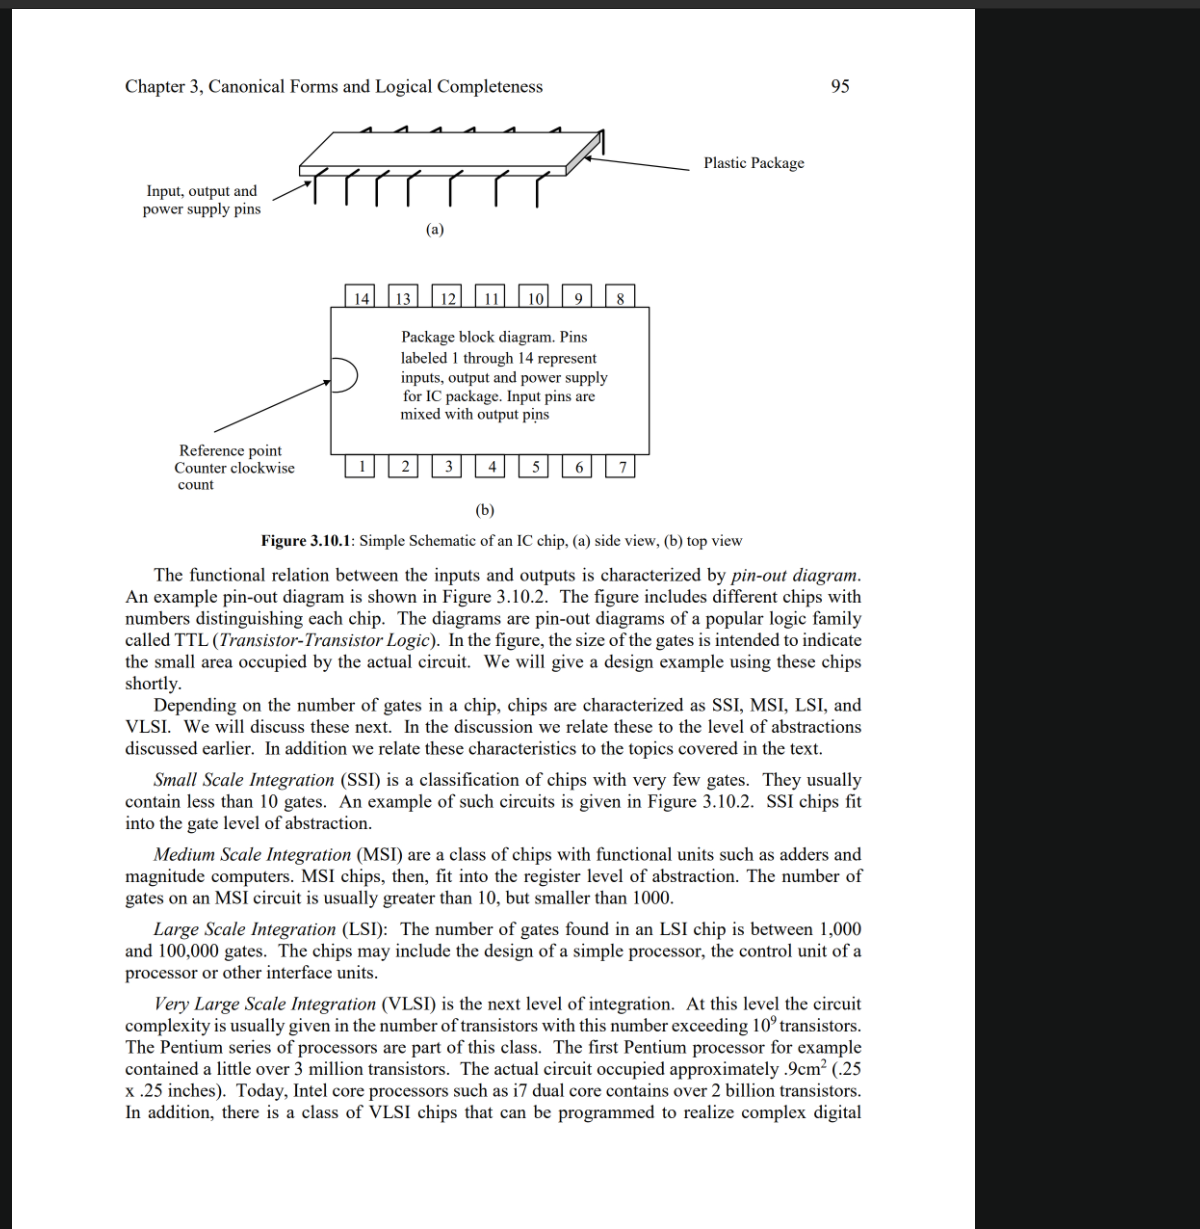 Chapter 3, Canonical Forms and Logical Completeness 95
Plastic Package
Input, output and
power supply pins
(a)
14 13 12 11 10 9 8
Package block diagram. Pins
labeled 1 through 14 represent
inputs, output and power supply
for IC package. Input pins are
mixed with output pins
Reference point
Counter clockwise
count
1 2 3 4 5 6 7
(b)
Figure 3.10.1: Simple Schematic of an IC chip, (a) side view, (b) top view
The functional relation between the inputs and outputs is characterized by pin-out diagram.
An example pin-out diagram is shown in Figure 3.10.2. The figure includes different chips with
numbers distinguishing each chip. The diagrams are pin-out diagrams of a popular logic family
called TTL (Transistor-Transistor Logic). In the figure, the size of the gates is intended to indicate
the small area occupied by the actual circuit. We will give a design example using these chips
shortly.
Depending on the number of gates in a chip, chips are characterized as SSI, MSI, LSI, and
VLSI. We will discuss these next. In the discussion we relate these to the level of abstractions
discussed earlier. In addition we relate these characteristics to the topics covered in the text.
Small Scale Integration (SSI) is a classification of chips with very few gates. They usually
contain less than 10 gates. An example of such circuits is given in Figure 3.10.2. SSI chips fit
into the gate level of abstraction.
Medium Scale Integration (MSI) are a class of chips with functional units such as adders and
magnitude computers. MSI chips, then, fit into the register level of abstraction. The number of
gates on an MSI circuit is usually greater than 10, but smaller than 1000.
Large Scale Integration (LSI): The number of gates found in an LSI chip is between 1,000
and 100,000 gates. The chips may include the design of a simple processor, the control unit of a
processor or other interface units.
Very Large Scale Integration (VLSI) is the next level of integration. At this level the circuit
complexity is usually given in the number of transistors with this number exceeding 10⁹ transistors.
The Pentium series of processors are part of this class. The first Pentium processor for example
contained a little over 3 million transistors. The actual circuit occupied approximately .9cm² (.25
x .25 inches). Today, Intel core processors such as i7 dual core contains over 2 billion transistors.
In addition, there is a class of VLSI chips that can be programmed to realize complex digital